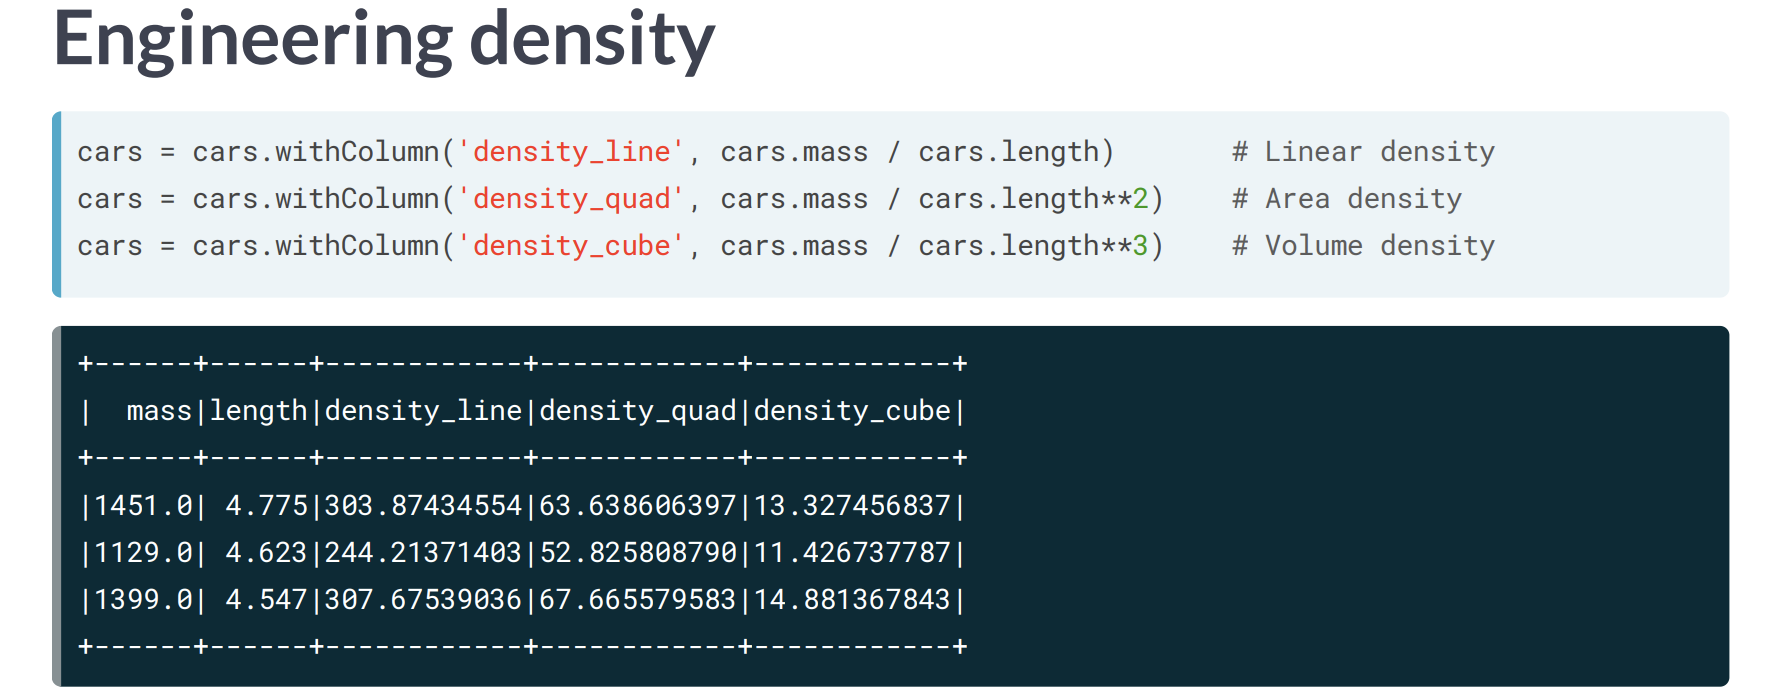 Engineering density
cars = cars.withColumn('density_line', cars.mass / cars.length)       # Linear density
cars = cars.withColumn('density_quad', cars.mass / cars.length**2)    # Area density
cars = cars.withColumn('density_cube', cars.mass / cars.length**3)    # Volume density
+------+------+------------+------------+------------+
|  mass|length|density_line|density_quad|density_cube|
+------+------+------------+------------+------------+
|1451.0| 4.775|303.87434554|63.638606397|13.327456837|
|1129.0| 4.623|244.21371403|52.825808790|11.426737787|
|1399.0| 4.547|307.67539036|67.665579583|14.881367843|
+------+------+------------+------------+------------+